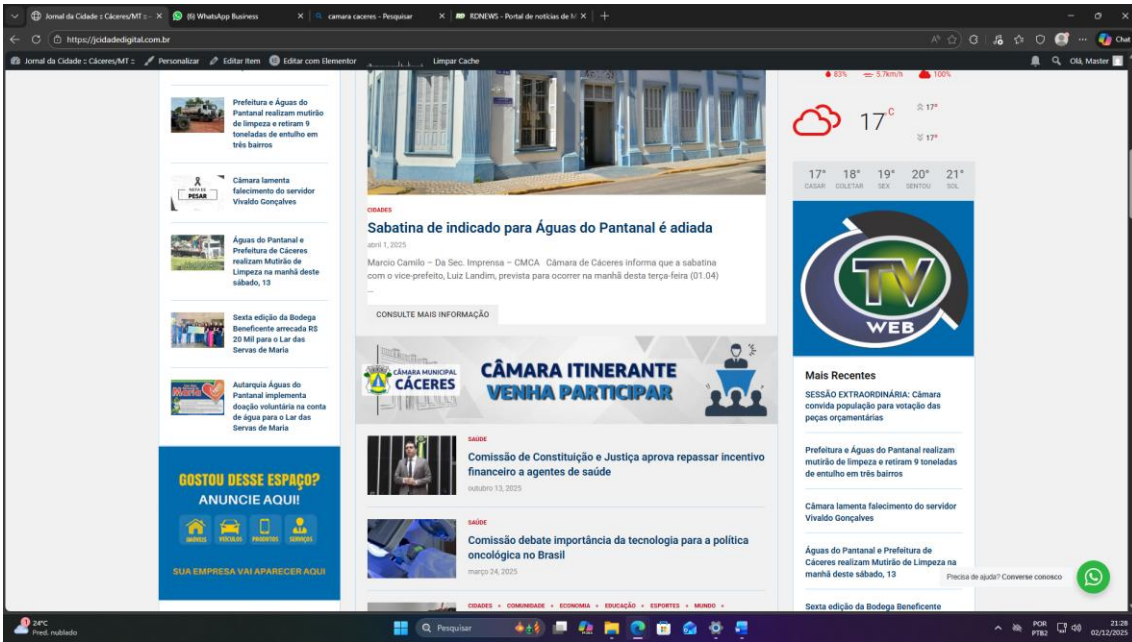 Jornal da Cidade :: Cáceres/MT ::
(6) WhatsApp Business
camara caceres - Pesquisar
RDNEWS - Portal de notícias de M
https://jcidadedigital.com.br
Chat
Jornal da Cidade :: Cáceres/MT ::
Personalizar
Editar Item
Editar com Elementor
Limpar Cache
Olá, Master
Prefeitura e Águas do
Pantanal realizam mutirão
de limpeza e retiram 9
toneladas de entulho em
três bairros
NOTA DE
PESAR
Câmara lamenta
falecimento do servidor
Vivaldo Gonçalves
Águas do Pantanal e
Prefeitura de Cáceres
realizam Mutirão de
Limpeza na manhã deste
sábado, 13
Sexta edição da Bodega
Beneficente arrecada R$
20 Mil para o Lar das
Servas de Maria
Autarquia Águas do
Pantanal implementa
doação voluntária na conta
de água para o Lar das
Servas de Maria
GOSTOU DESSE ESPAÇO?
ANUNCIE AQUI!
IMÓVEIS
VEÍCULOS
PRODUTOS
SERVIÇOS
SUA EMPRESA VAI APARECER AQUI
CIDADES
Sabatina de indicado para Águas do Pantanal é adiada
abril 1, 2025
Marcio Camilo – Da Sec. Imprensa – CMCA Câmara de Cáceres informa que a sabatina
com o vice-prefeito, Luiz Landim, prevista para ocorrer na manhã desta terça-feira (01.04)
...
CONSULTE MAIS INFORMAÇÃO
CÂMARA MUNICIPAL
CÁCERES
CÂMARA ITINERANTE
VENHA PARTICIPAR
SAÚDE
Comissão de Constituição e Justiça aprova repassar incentivo
financeiro a agentes de saúde
outubro 13, 2025
SAÚDE
Comissão debate importância da tecnologia para a política
oncológica no Brasil
março 24, 2025
CIDADES • COMUNIDADE • ECONOMIA • EDUCAÇÃO • ESPORTES • MUNDO •
83%
5.7km/h
100%
17°C
17°
17°
17° 18° 19° 20° 21°
CASAR COLETAR SEX SENTOU SOL
TV
WEB
Mais Recentes
SESSÃO EXTRAORDINÁRIA: Câmara
convida população para votação das
peças orçamentárias
Prefeitura e Águas do Pantanal realizam
mutirão de limpeza e retiram 9 toneladas
de entulho em três bairros
Câmara lamenta falecimento do servidor
Vivaldo Gonçalves
Águas do Pantanal e Prefeitura de
Cáceres realizam Mutirão de Limpeza na
manhã deste sábado, 13
Sexta edição da Bodega Beneficente
Precisa de ajuda? Converse conosco
24°C
Pred. nublado
Pesquisar
POR
PTB2
21:28
02/12/2025